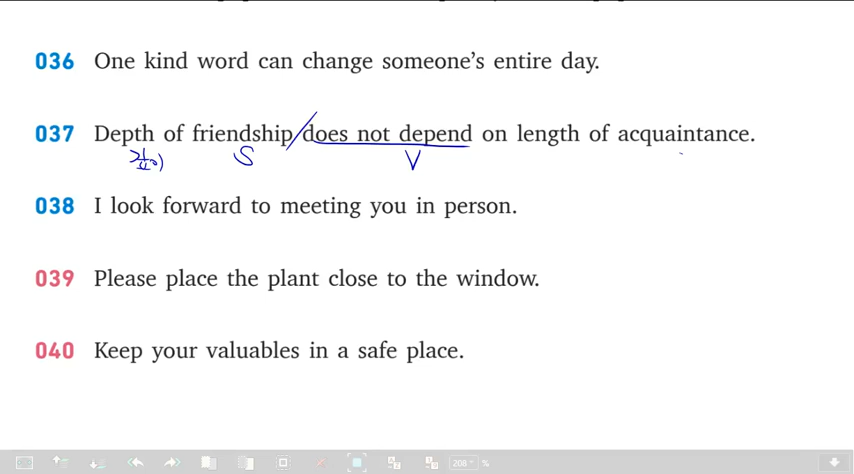 036 One kind word can change someone's entire day.
037 Depth of friendship does not depend on length of acquaintance.
깊이 S V
038 I look forward to meeting you in person.
039 Please place the plant close to the window.
040 Keep your valuables in a safe place.
208 %